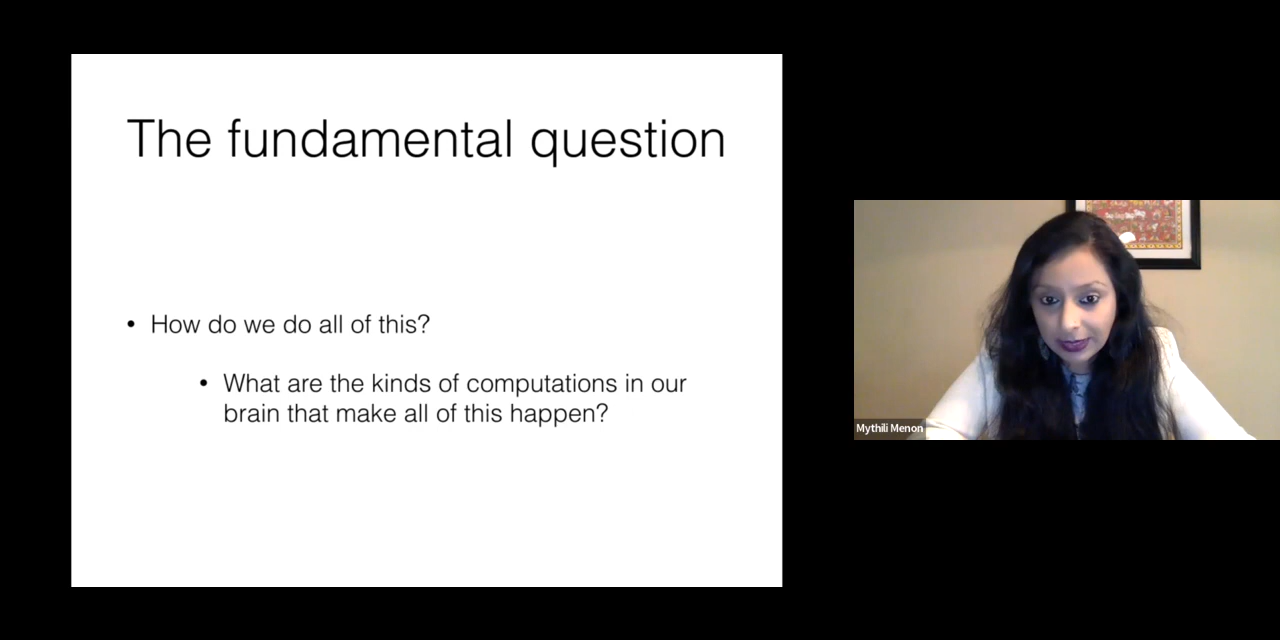 The fundamental question
• How do we do all of this?
• What are the kinds of computations in our
brain that make all of this happen?
Mythili Menon